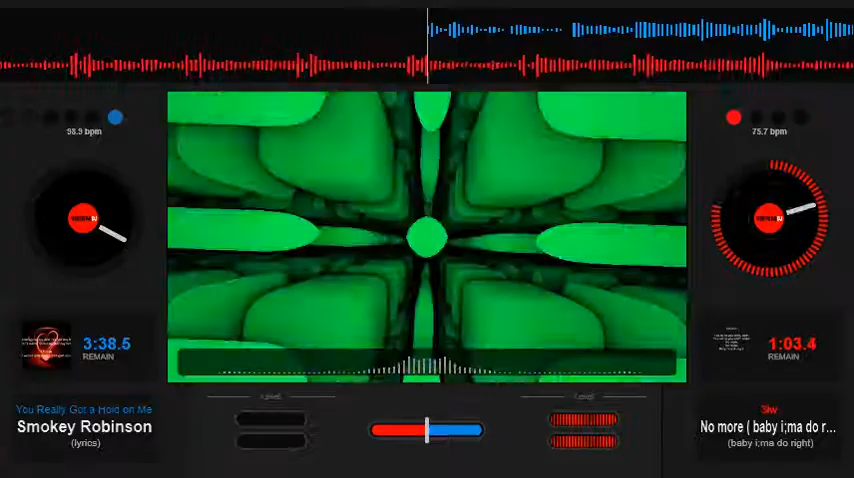 98.9 bpm
75.7 bpm
3:38.5
REMAIN
1:03.4
REMAIN
You Really Got a Hold on Me
Smokey Robinson
(lyrics)
3lw
No more ( baby i;ma do r...
(baby i;ma do right)